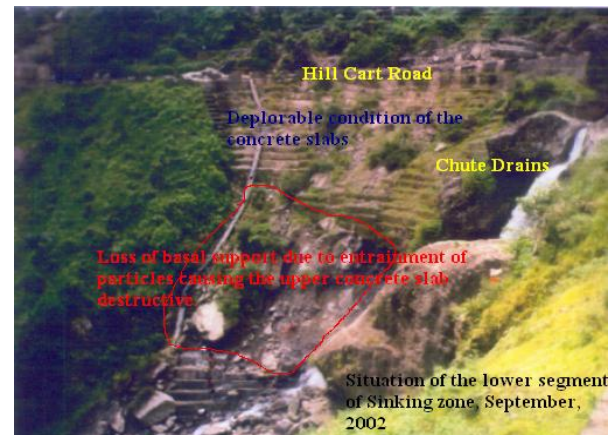 Hill Cart Road
Deplorable condition of the
concrete slabs
Chute Drains
Loss of basal support due to entrainment of
particles causing the upper concrete slab
destructive
Situation of the lower segment
of Sinking zone, September,
2002